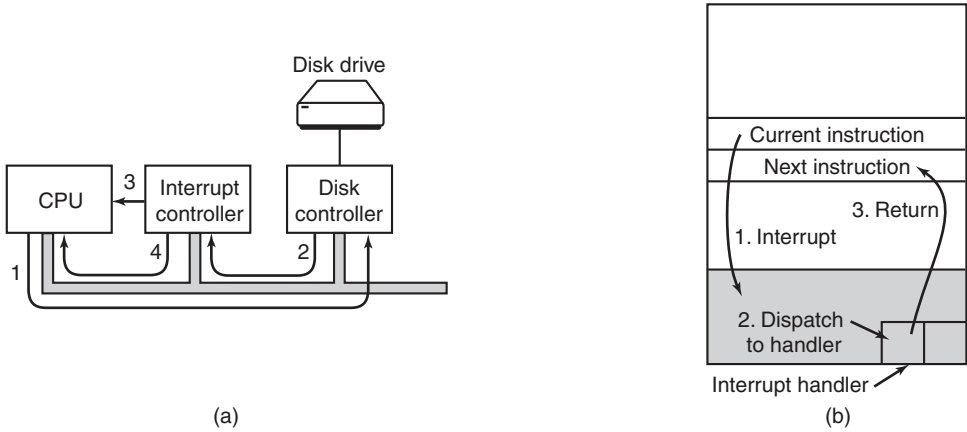 Disk drive
CPU
3
Interrupt
controller
Disk
controller
1
4
2
(a)
Current instruction
Next instruction
3. Return
1. Interrupt
2. Dispatch
to handler
Interrupt handler
(b)